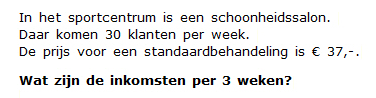 In het sportcentrum is een schoonheidssalon.
Daar komen 30 klanten per week.
De prijs voor een standaardbehandeling is € 37,-.
Wat zijn de inkomsten per 3 weken?